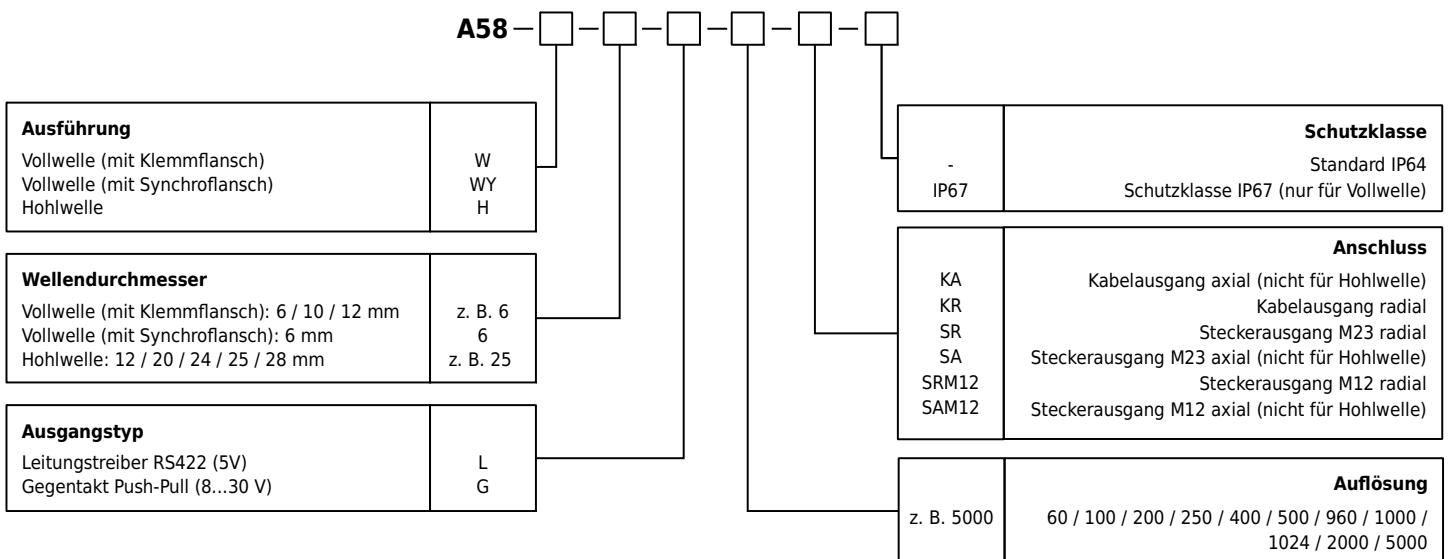 A58 – – – – – –
Ausführung
Vollwelle (mit Klemmflansch) W
Vollwelle (mit Synchroflansch) WY
Hohlwelle H
Wellendurchmesser
Vollwelle (mit Klemmflansch): 6 / 10 / 12 mm z. B. 6
Vollwelle (mit Synchroflansch): 6 mm 6
Hohlwelle: 12 / 20 / 24 / 25 / 28 mm z. B. 25
Ausgangstyp
Leitungstreiber RS422 (5V) L
Gegentakt Push-Pull (8...30 V) G
Schutzklasse
- Standard IP64
IP67 Schutzklasse IP67 (nur für Vollwelle)
Anschluss
KA Kabelausgang axial (nicht für Hohlwelle)
KR Kabelausgang radial
SR Steckerausgang M23 radial
SA Steckerausgang M23 axial (nicht für Hohlwelle)
SRM12 Steckerausgang M12 radial
SAM12 Steckerausgang M12 axial (nicht für Hohlwelle)
Auflösung
z. B. 5000 60 / 100 / 200 / 250 / 400 / 500 / 960 / 1000 /
1024 / 2000 / 5000